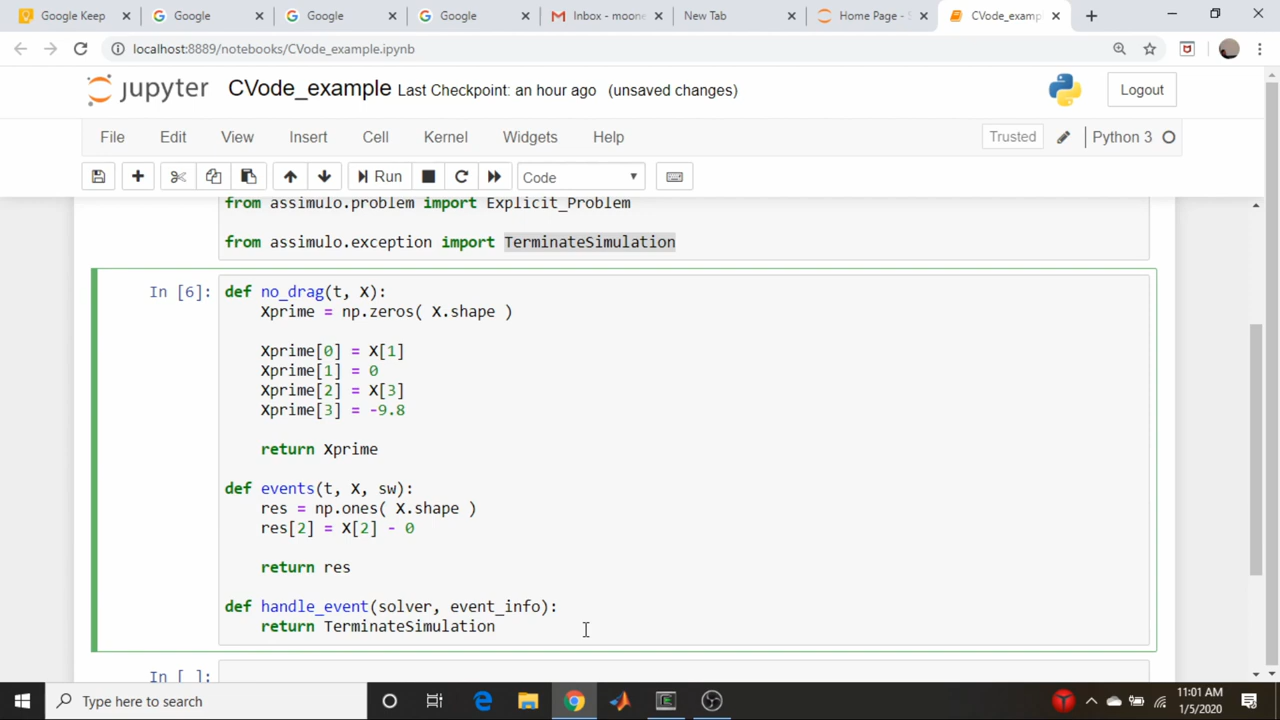 Google Keep
Google
Google
Google
Inbox - moone
New Tab
Home Page - S
CVode_examp
localhost:8889/notebooks/CVode_example.ipynb
jupyter CVode_example Last Checkpoint: an hour ago (unsaved changes)
Logout
File Edit View Insert Cell Kernel Widgets Help
Trusted
Python 3
Run
Code
from assimulo.problem import Explicit_Problem
from assimulo.exception import TerminateSimulation
In [6]:
def no_drag(t, X):
Xprime = np.zeros( X.shape )
Xprime[0] = X[1]
Xprime[1] = 0
Xprime[2] = X[3]
Xprime[3] = -9.8
return Xprime
def events(t, X, sw):
res = np.ones( X.shape )
res[2] = X[2] - 0
return res
def handle_event(solver, event_info):
return TerminateSimulation
In [ ]:
Type here to search
11:01 AM
1/5/2020